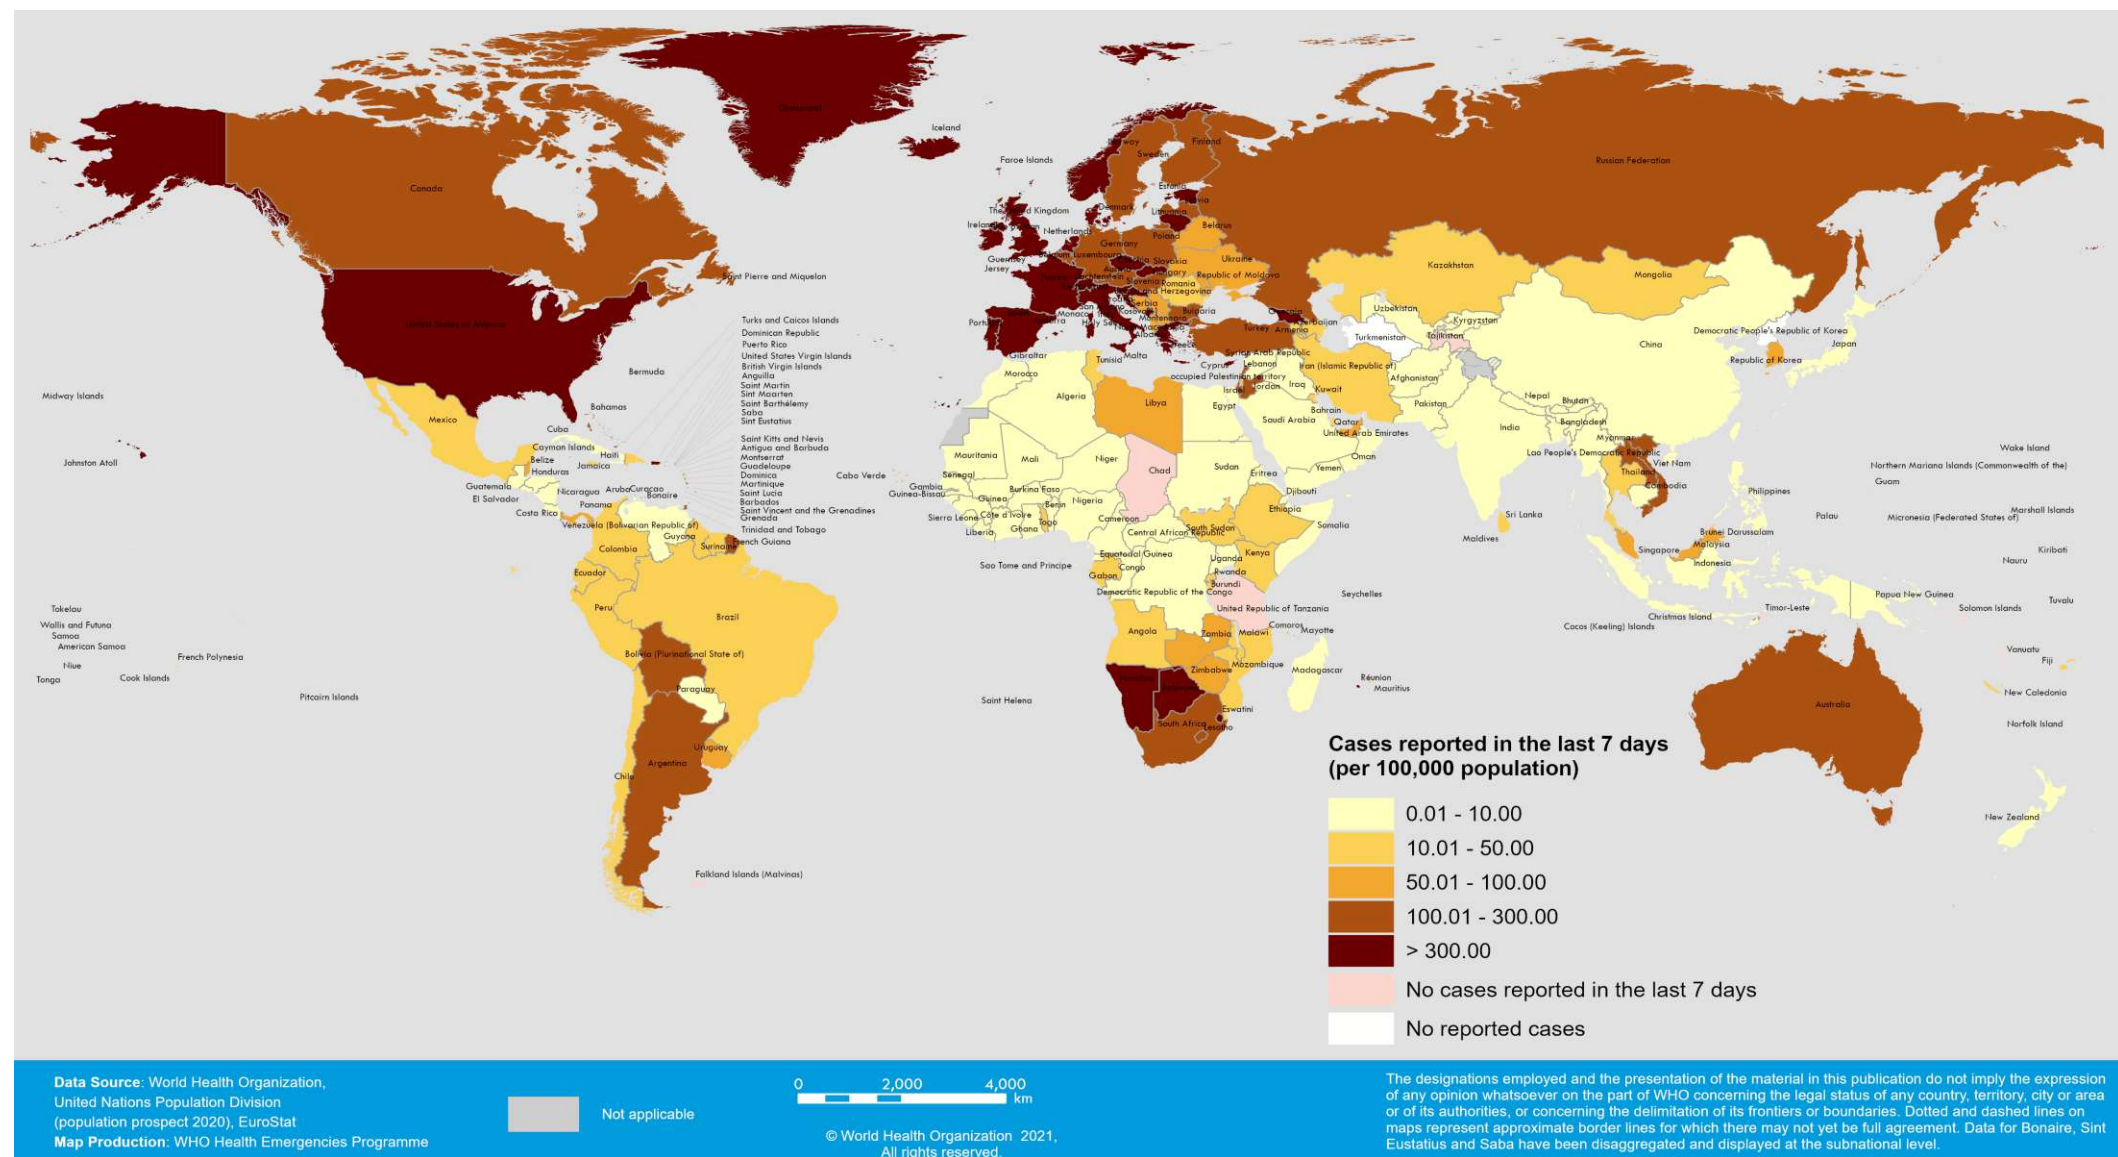 Greenland
Iceland
Faroe Islands
Norway
Sweden
Finland
Russian Federation
Canada
Estonia
Denmark
Lithuania
The United Kingdom
Ireland
Netherlands
Belarus
Poland
Germany
Guernsey
Jersey
Belgium
Luxembourg
Slovakia
Ukraine
Kazakhstan
Mongolia
Republic of Moldova
Romania
Slovenia
Saint Pierre and Miquelon
Serbia
Kosovo
Monaco
Bulgaria
Montenegro
Uzbekistan
Kyrgyzstan
Turkmenistan
Tajikistan
Turkey
Armenia
Azerbaijan
Democratic People's Republic of Korea
Republic of Korea
Japan
China
United States of America
Turks and Caicos Islands
Dominican Republic
Puerto Rico
United States Virgin Islands
British Virgin Islands
Anguilla
Saint Martin
Sint Maarten
Saint Barthélemy
Saba
Sint Eustatius
Saint Kitts and Nevis
Antigua and Barbuda
Montserrat
Guadeloupe
Dominica
Martinique
Saint Lucia
Barbados
Saint Vincent and the Grenadines
Grenada
Trinidad and Tobago
French Guiana
Bermuda
Bahamas
Midway Islands
Johnston Atoll
Mexico
Cuba
Cayman Islands
Haiti
Belize
Jamaica
Honduras
Guatemala
El Salvador
Nicaragua
Aruba
Curaçao
Bonaire
Costa Rica
Panama
Venezuela (Bolivarian Republic of)
Guyana
Suriname
Colombia
Ecuador
Peru
Brazil
Bolivia (Plurinational State of)
Paraguay
Uruguay
Argentina
Chile
Falkland Islands (Malvinas)
Tokelau
Wallis and Futuna
Samoa
American Samoa
Niue
Tonga
Cook Islands
French Polynesia
Pitcairn Islands
Gibraltar
Tunisia
Malta
Cyprus
Syrian Arab Republic
Lebanon
occupied Palestinian territory
Israel
Jordan
Iraq
Iran (Islamic Republic of)
Kuwait
Afghanistan
Pakistan
Morocco
Algeria
Libya
Egypt
Saudi Arabia
Bahrain
Qatar
United Arab Emirates
Oman
Yemen
Nepal
Bhutan
Bangladesh
India
Myanmar
Lao People's Democratic Republic
Viet Nam
Thailand
Cambodia
Philippines
Sri Lanka
Maldives
Brunei Darussalam
Malaysia
Singapore
Indonesia
Cabo Verde
Mauritania
Mali
Niger
Chad
Sudan
Eritrea
Djibouti
Senegal
Gambia
Guinea-Bissau
Guinea
Burkina Faso
Benin
Nigeria
Sierra Leone
Côte d'Ivoire
Ghana
Togo
Liberia
Cameroon
Central African Republic
South Sudan
Ethiopia
Somalia
Sao Tome and Principe
Equatorial Guinea
Gabon
Congo
Uganda
Kenya
Rwanda
Burundi
Democratic Republic of the Congo
United Republic of Tanzania
Seychelles
Angola
Zambia
Malawi
Comoros
Mayotte
Mozambique
Zimbabwe
Madagascar
Réunion
Mauritius
Namibia
Saint Helena
South Africa
Lesotho
Eswatini
Wake Island
Northern Mariana Islands (Commonwealth of the)
Guam
Marshall Islands
Palau
Micronesia (Federated States of)
Kiribati
Nauru
Papua New Guinea
Timor-Leste
Christmas Island
Cocos (Keeling) Islands
Solomon Islands
Tuvalu
Vanuatu
Fiji
New Caledonia
Norfolk Island
Australia
New Zealand
Cases reported in the last 7 days
(per 100,000 population)
0.01 - 10.00
10.01 - 50.00
50.01 - 100.00
100.01 - 300.00
> 300.00
No cases reported in the last 7 days
No reported cases
Data Source: World Health Organization,
United Nations Population Division
(population prospect 2020), EuroStat
Map Production: WHO Health Emergencies Programme
Not applicable
0 2,000 4,000
km
© World Health Organization 2021,
All rights reserved.
The designations employed and the presentation of the material in this publication do not imply the expression
of any opinion whatsoever on the part of WHO concerning the legal status of any country, territory, city or area
or of its authorities, or concerning the delimitation of its frontiers or boundaries. Dotted and dashed lines on
maps represent approximate border lines for which there may not yet be full agreement. Data for Bonaire, Sint
Eustatius and Saba have been disaggregated and displayed at the subnational level.